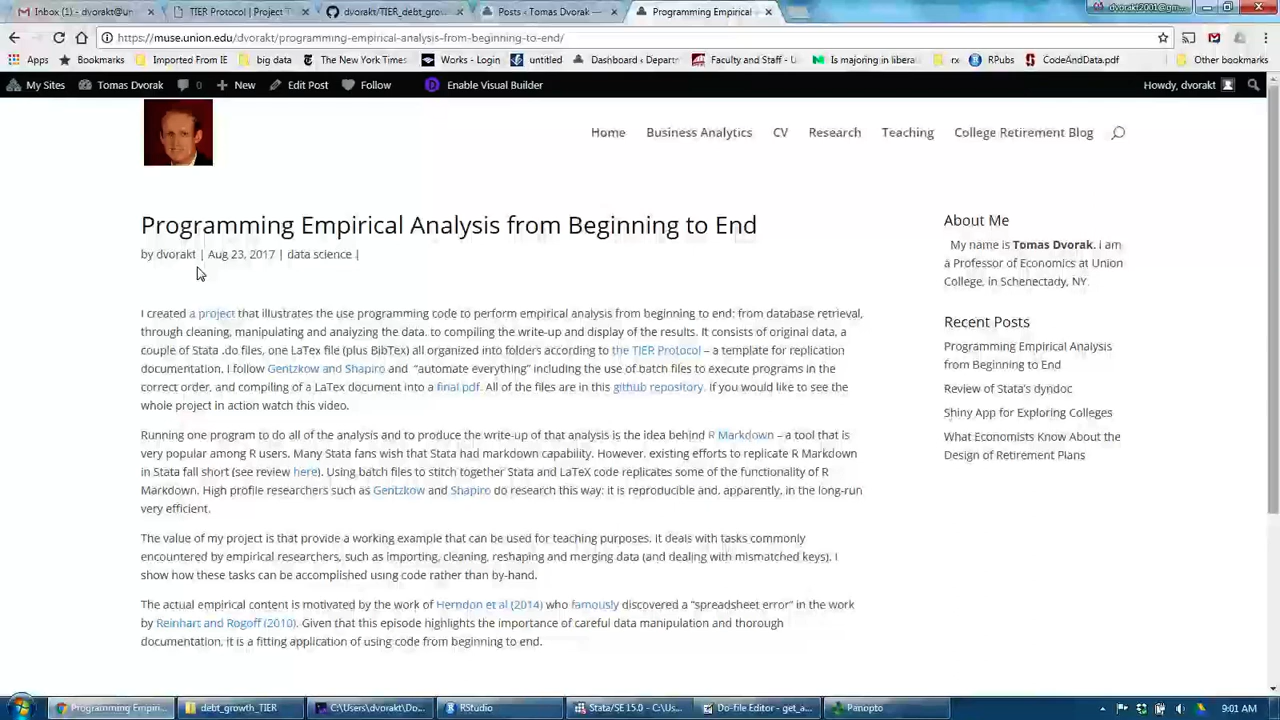 Inbox (1) - dvorakt@un
TIER Protocol | Project T
dvorakt/TIER_debt_grow
Posts ‹ Tomas Dvorak —
Programming Empirical
dvorakt2001@gm...
https://muse.union.edu/dvorakt/programming-empirical-analysis-from-beginning-to-end/
Apps Bookmarks Imported From IE big data The New York Times Works - Login untitled Dashboard ‹ Depart Faculty and Staff - U Is majoring in libera rx RPubs CodeAndData.pdf Other bookmarks
My Sites Tomas Dvorak 0 + New Edit Post Follow D Enable Visual Builder Howdy, dvorakt
Home Business Analytics CV Research Teaching College Retirement Blog
Programming Empirical Analysis from Beginning to End
by dvorakt | Aug 23, 2017 | data science |
I created a project that illustrates the use programming code to perform empirical analysis from beginning to end: from database retrieval,
through cleaning, manipulating and analyzing the data, to compiling the write-up and display of the results. It consists of original data, a
couple of Stata .do files, one LaTex file (plus BibTex) all organized into folders according to the TIER Protocol – a template for replication
documentation. I follow Gentzkow and Shapiro and "automate everything" including the use of batch files to execute programs in the
correct order, and compiling of a LaTex document into a final pdf. All of the files are in this github repository. If you would like to see the
whole project in action watch this video.
Running one program to do all of the analysis and to produce the write-up of that analysis is the idea behind R Markdown – a tool that is
very popular among R users. Many Stata fans wish that Stata had markdown capability. However, existing efforts to replicate R Markdown
in Stata fall short (see review here). Using batch files to stitch together Stata and LaTeX code replicates some of the functionality of R
Markdown. High profile researchers such as Gentzkow and Shapiro do research this way: it is reproducible and, apparently, in the long-run
very efficient.
The value of my project is that provide a working example that can be used for teaching purposes. It deals with tasks commonly
encountered by empirical researchers, such as importing, cleaning, reshaping and merging data (and dealing with mismatched keys). I
show how these tasks can be accomplished using code rather than by-hand.
The actual empirical content is motivated by the work of Herndon et al (2014) who famously discovered a "spreadsheet error" in the work
by Reinhart and Rogoff (2010). Given that this episode highlights the importance of careful data manipulation and thorough
documentation, it is a fitting application of using code from beginning to end.
About Me
My name is Tomas Dvorak. I am
a Professor of Economics at Union
College, in Schenectady, NY.
Recent Posts
Programming Empirical Analysis
from Beginning to End
Review of Stata's dyndoc
Shiny App for Exploring Colleges
What Economists Know About the
Design of Retirement Plans
Programming Empiri... debt_growth_TIER C:\Users\dvorakt\Do... RStudio Stata/SE 15.0 - C:\Us... Do-file Editor - get_a... Panopto 9:01 AM